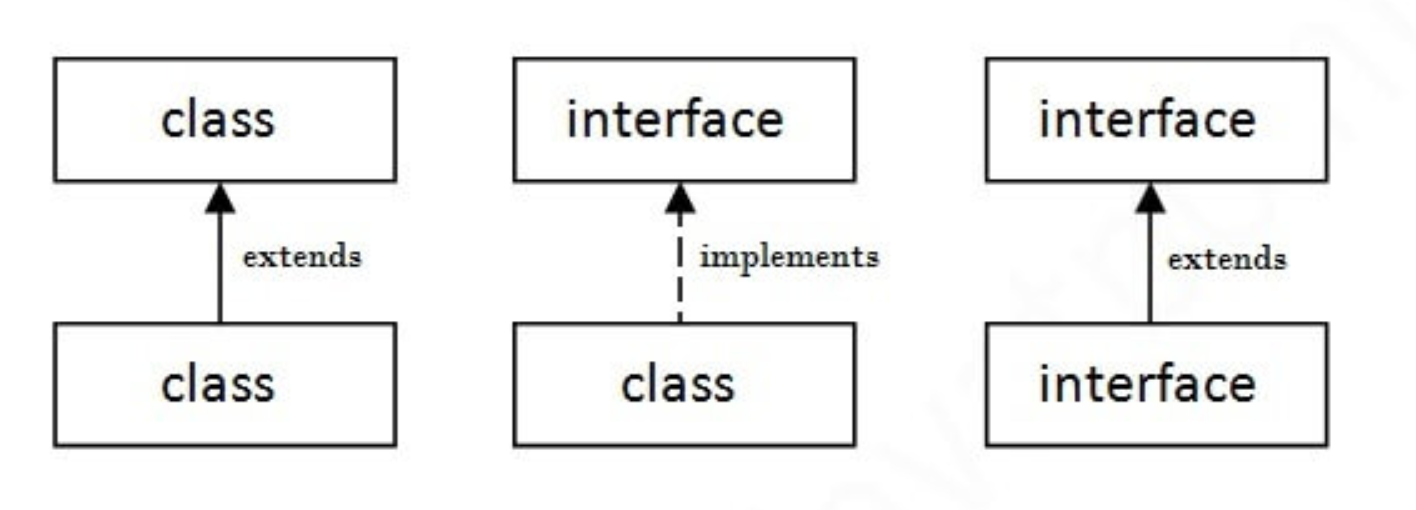 class interface interface
extends implements extends
class class interface